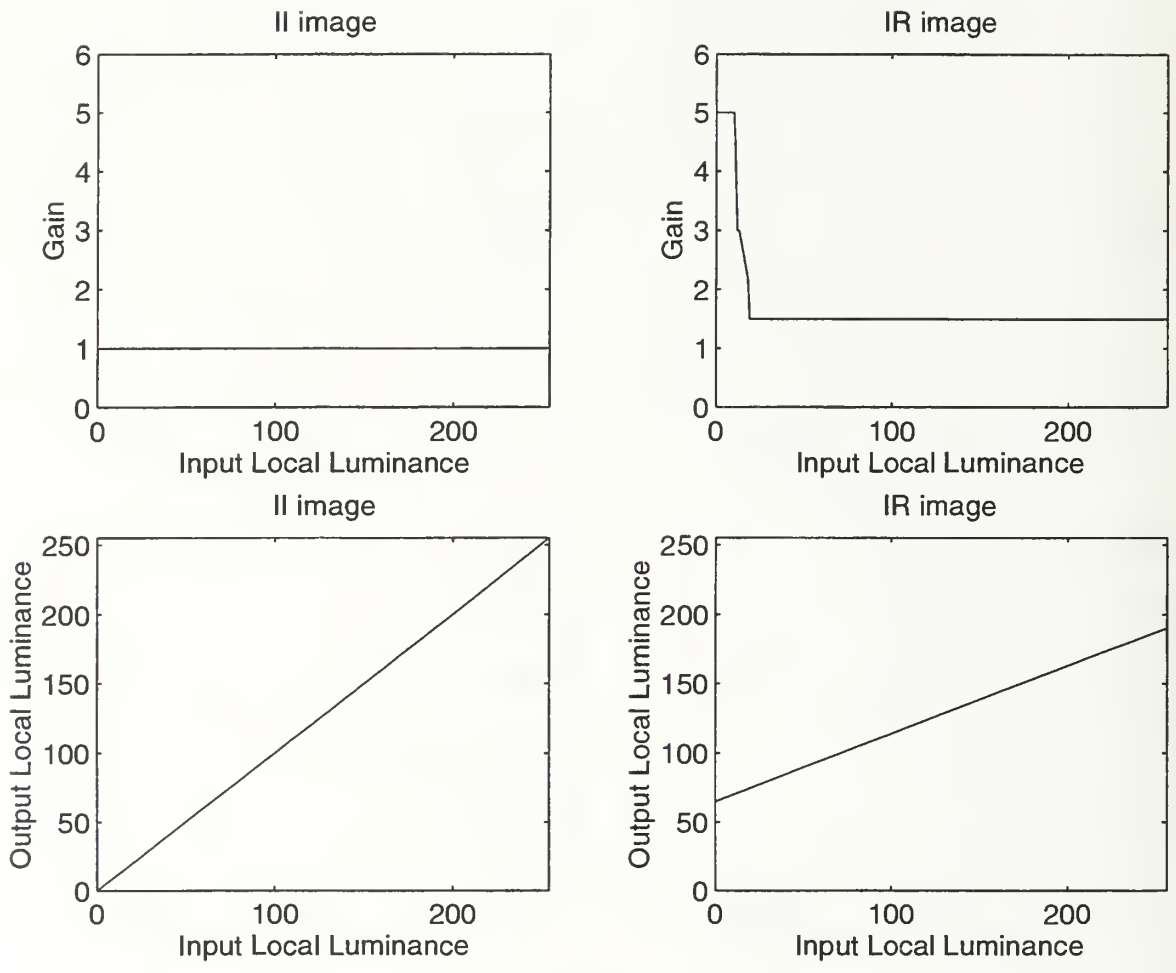 II image
6
5
4
3
2
1
0
Gain
0 100 200
Input Local Luminance
IR image
6
5
4
3
2
1
0
Gain
0 100 200
Input Local Luminance
II image
250
200
150
100
50
0
Output Local Luminance
0 100 200
Input Local Luminance
IR image
250
200
150
100
50
0
Output Local Luminance
0 100 200
Input Local Luminance